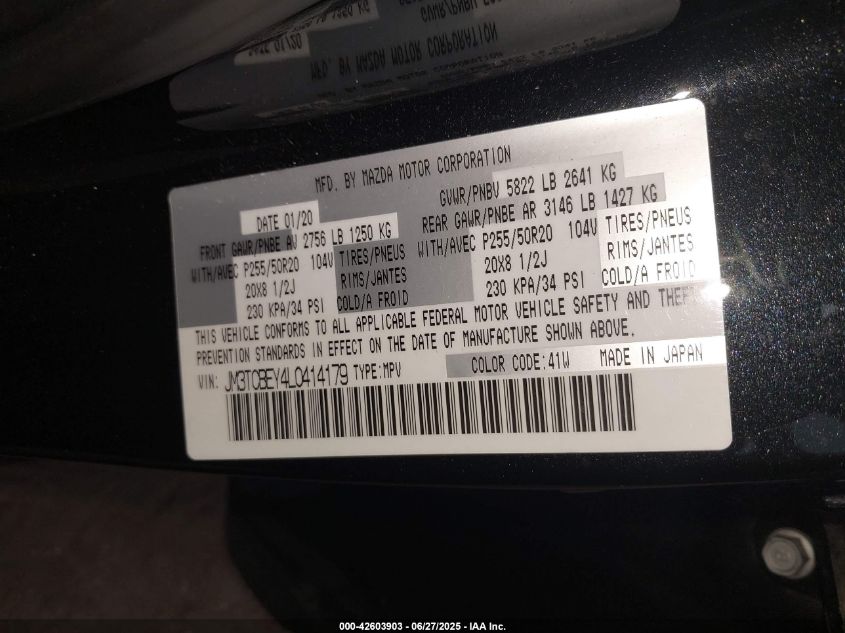 MFD. BY MAZDA MOTOR CORPORATION
DATE 01/20
GVWR/PNBV 5822 LB 2641 KG
FRONT GAWR/PNBE AV 2756 LB 1250 KG
REAR GAWR/PNBE AR 3146 LB 1427 KG
WITH/AVEC P255/50R20 104V TIRES/PNEUS
WITH/AVEC P255/50R20 104V TIRES/PNEUS
20X8 1/2J RIMS/JANTES
20X8 1/2J RIMS/JANTES
230 KPA/34 PSI COLD/A FROID
230 KPA/34 PSI COLD/A FROID
THIS VEHICLE CONFORMS TO ALL APPLICABLE FEDERAL MOTOR VEHICLE SAFETY AND THEFT
PREVENTION STANDARDS IN EFFECT ON THE DATE OF MANUFACTURE SHOWN ABOVE.
VIN: JM3TCBEY4L0414179 TYPE:MPV
COLOR CODE:41W MADE IN JAPAN
000-42603903 - 06/27/2025 - IAA Inc.